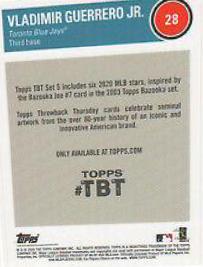 VLADIMIR GUERRERO JR.
28
Toronto Blue Jays®
Third base
Topps TBT Set 5 includes six 2020 MLB stars, inspired by
the Bazooka Joe #7 card in the 2003 Topps Bazooka set.
Topps Throwback Thursday cards celebrate seminal
artwork from the over 80-year history of an iconic and
innovative American brand.
ONLY AVAILABLE AT TOPPS.COM
TOPPS
#TBT
Topps